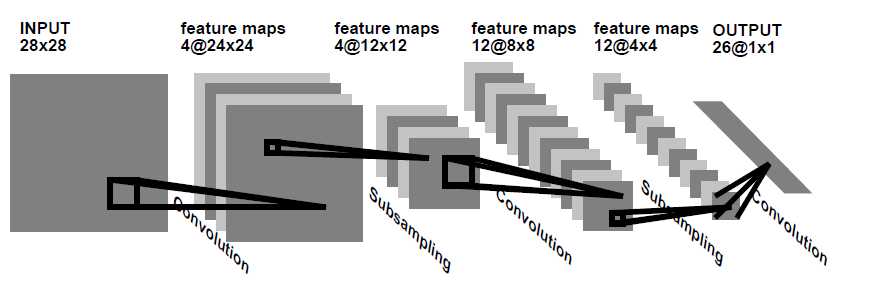 INPUT
28x28
feature maps
4@24x24
feature maps
4@12x12
feature maps
12@8x8
feature maps
12@4x4
OUTPUT
26@1x1
Convolution
Subsampling
Convolution
Subsampling
Convolution